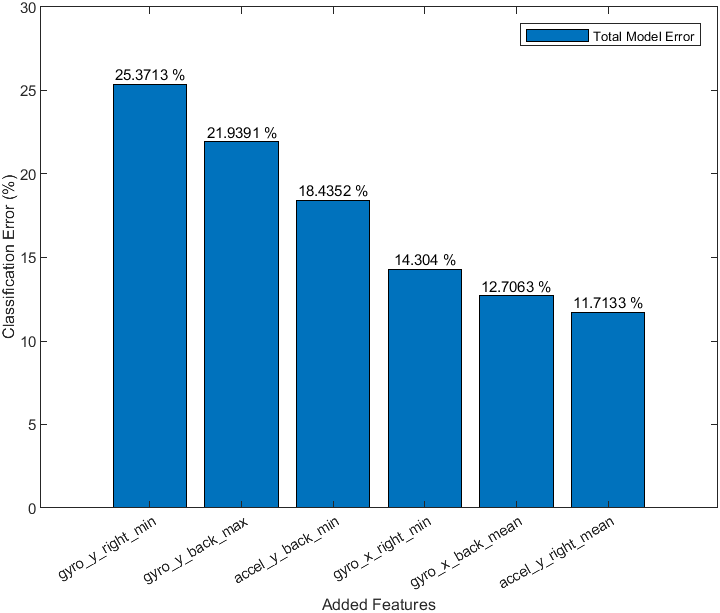 30
25
20
15
10
5
0
Classification Error (%)
Total Model Error
25.3713 %
21.9391 %
18.4352 %
14.304 %
12.7063 %
11.7133 %
gyro_y_right_min
gyro_y_back_max
accel_y_back_min
gyro_x_right_min
gyro_x_back_mean
accel_y_right_mean
Added Features